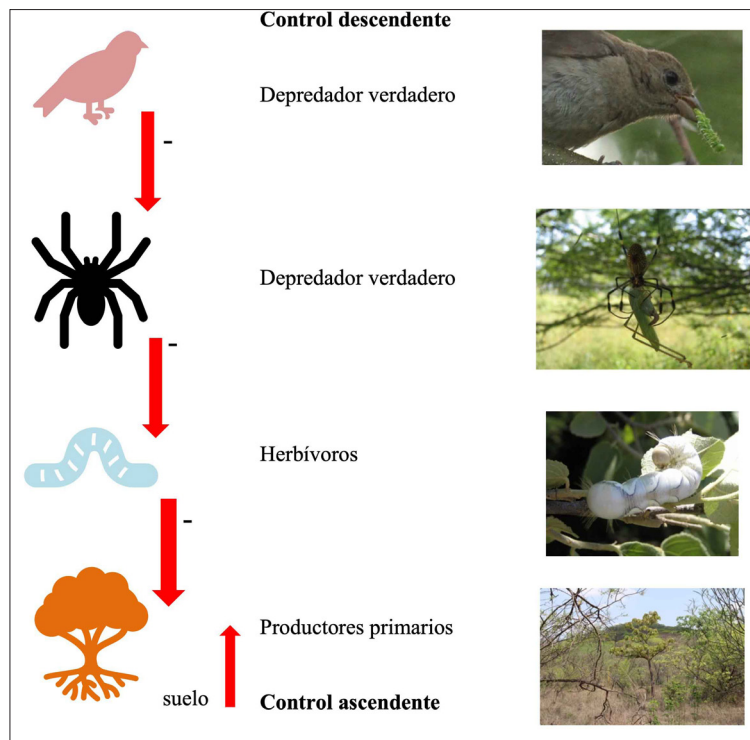 Control descendente
Depredador verdadero
-
Depredador verdadero
-
Herbívoros
-
Productores primarios
suelo
Control ascendente